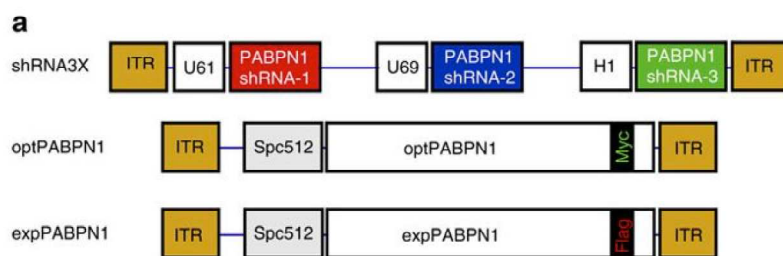 a
shRNA3X ITR U61 PABPN1 shRNA-1 U69 PABPN1 shRNA-2 H1 PABPN1 shRNA-3 ITR
optPABPN1 ITR Spc512 optPABPN1 Myc ITR
expPABPN1 ITR Spc512 expPABPN1 Flag ITR